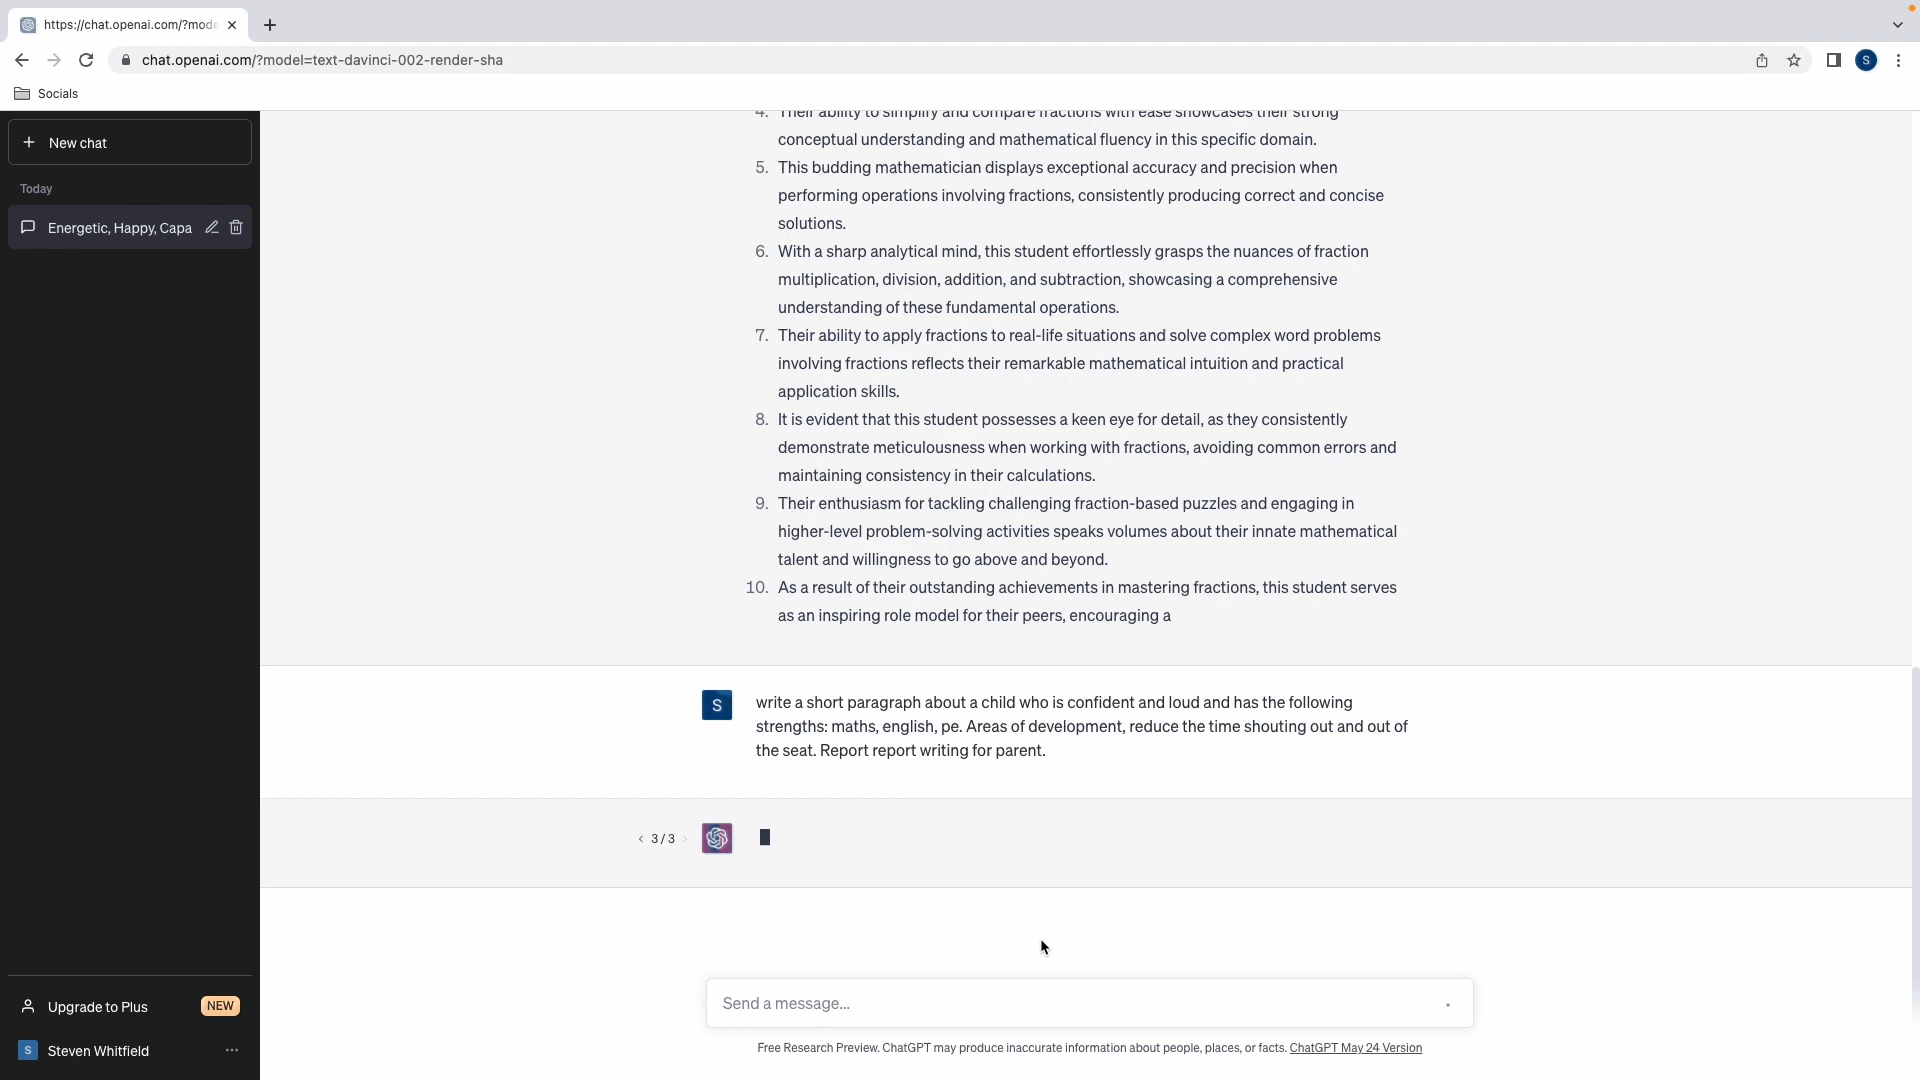 https://chat.openai.com/?mode
chat.openai.com/?model=text-davinci-002-render-sha
S
Socials
New chat
Today
Energetic, Happy, Capa
4. Their ability to simplify and compare fractions with ease showcases their strong
conceptual understanding and mathematical fluency in this specific domain.
5. This budding mathematician displays exceptional accuracy and precision when
performing operations involving fractions, consistently producing correct and concise
solutions.
6. With a sharp analytical mind, this student effortlessly grasps the nuances of fraction
multiplication, division, addition, and subtraction, showcasing a comprehensive
understanding of these fundamental operations.
7. Their ability to apply fractions to real-life situations and solve complex word problems
involving fractions reflects their remarkable mathematical intuition and practical
application skills.
8. It is evident that this student possesses a keen eye for detail, as they consistently
demonstrate meticulousness when working with fractions, avoiding common errors and
maintaining consistency in their calculations.
9. Their enthusiasm for tackling challenging fraction-based puzzles and engaging in
higher-level problem-solving activities speaks volumes about their innate mathematical
talent and willingness to go above and beyond.
10. As a result of their outstanding achievements in mastering fractions, this student serves
as an inspiring role model for their peers, encouraging a
S
write a short paragraph about a child who is confident and loud and has the following
strengths: maths, english, pe. Areas of development, reduce the time shouting out and out of
the seat. Report report writing for parent.
< 3 / 3 >
Send a message...
Free Research Preview. ChatGPT may produce inaccurate information about people, places, or facts. ChatGPT May 24 Version
Upgrade to Plus NEW
S Steven Whitfield